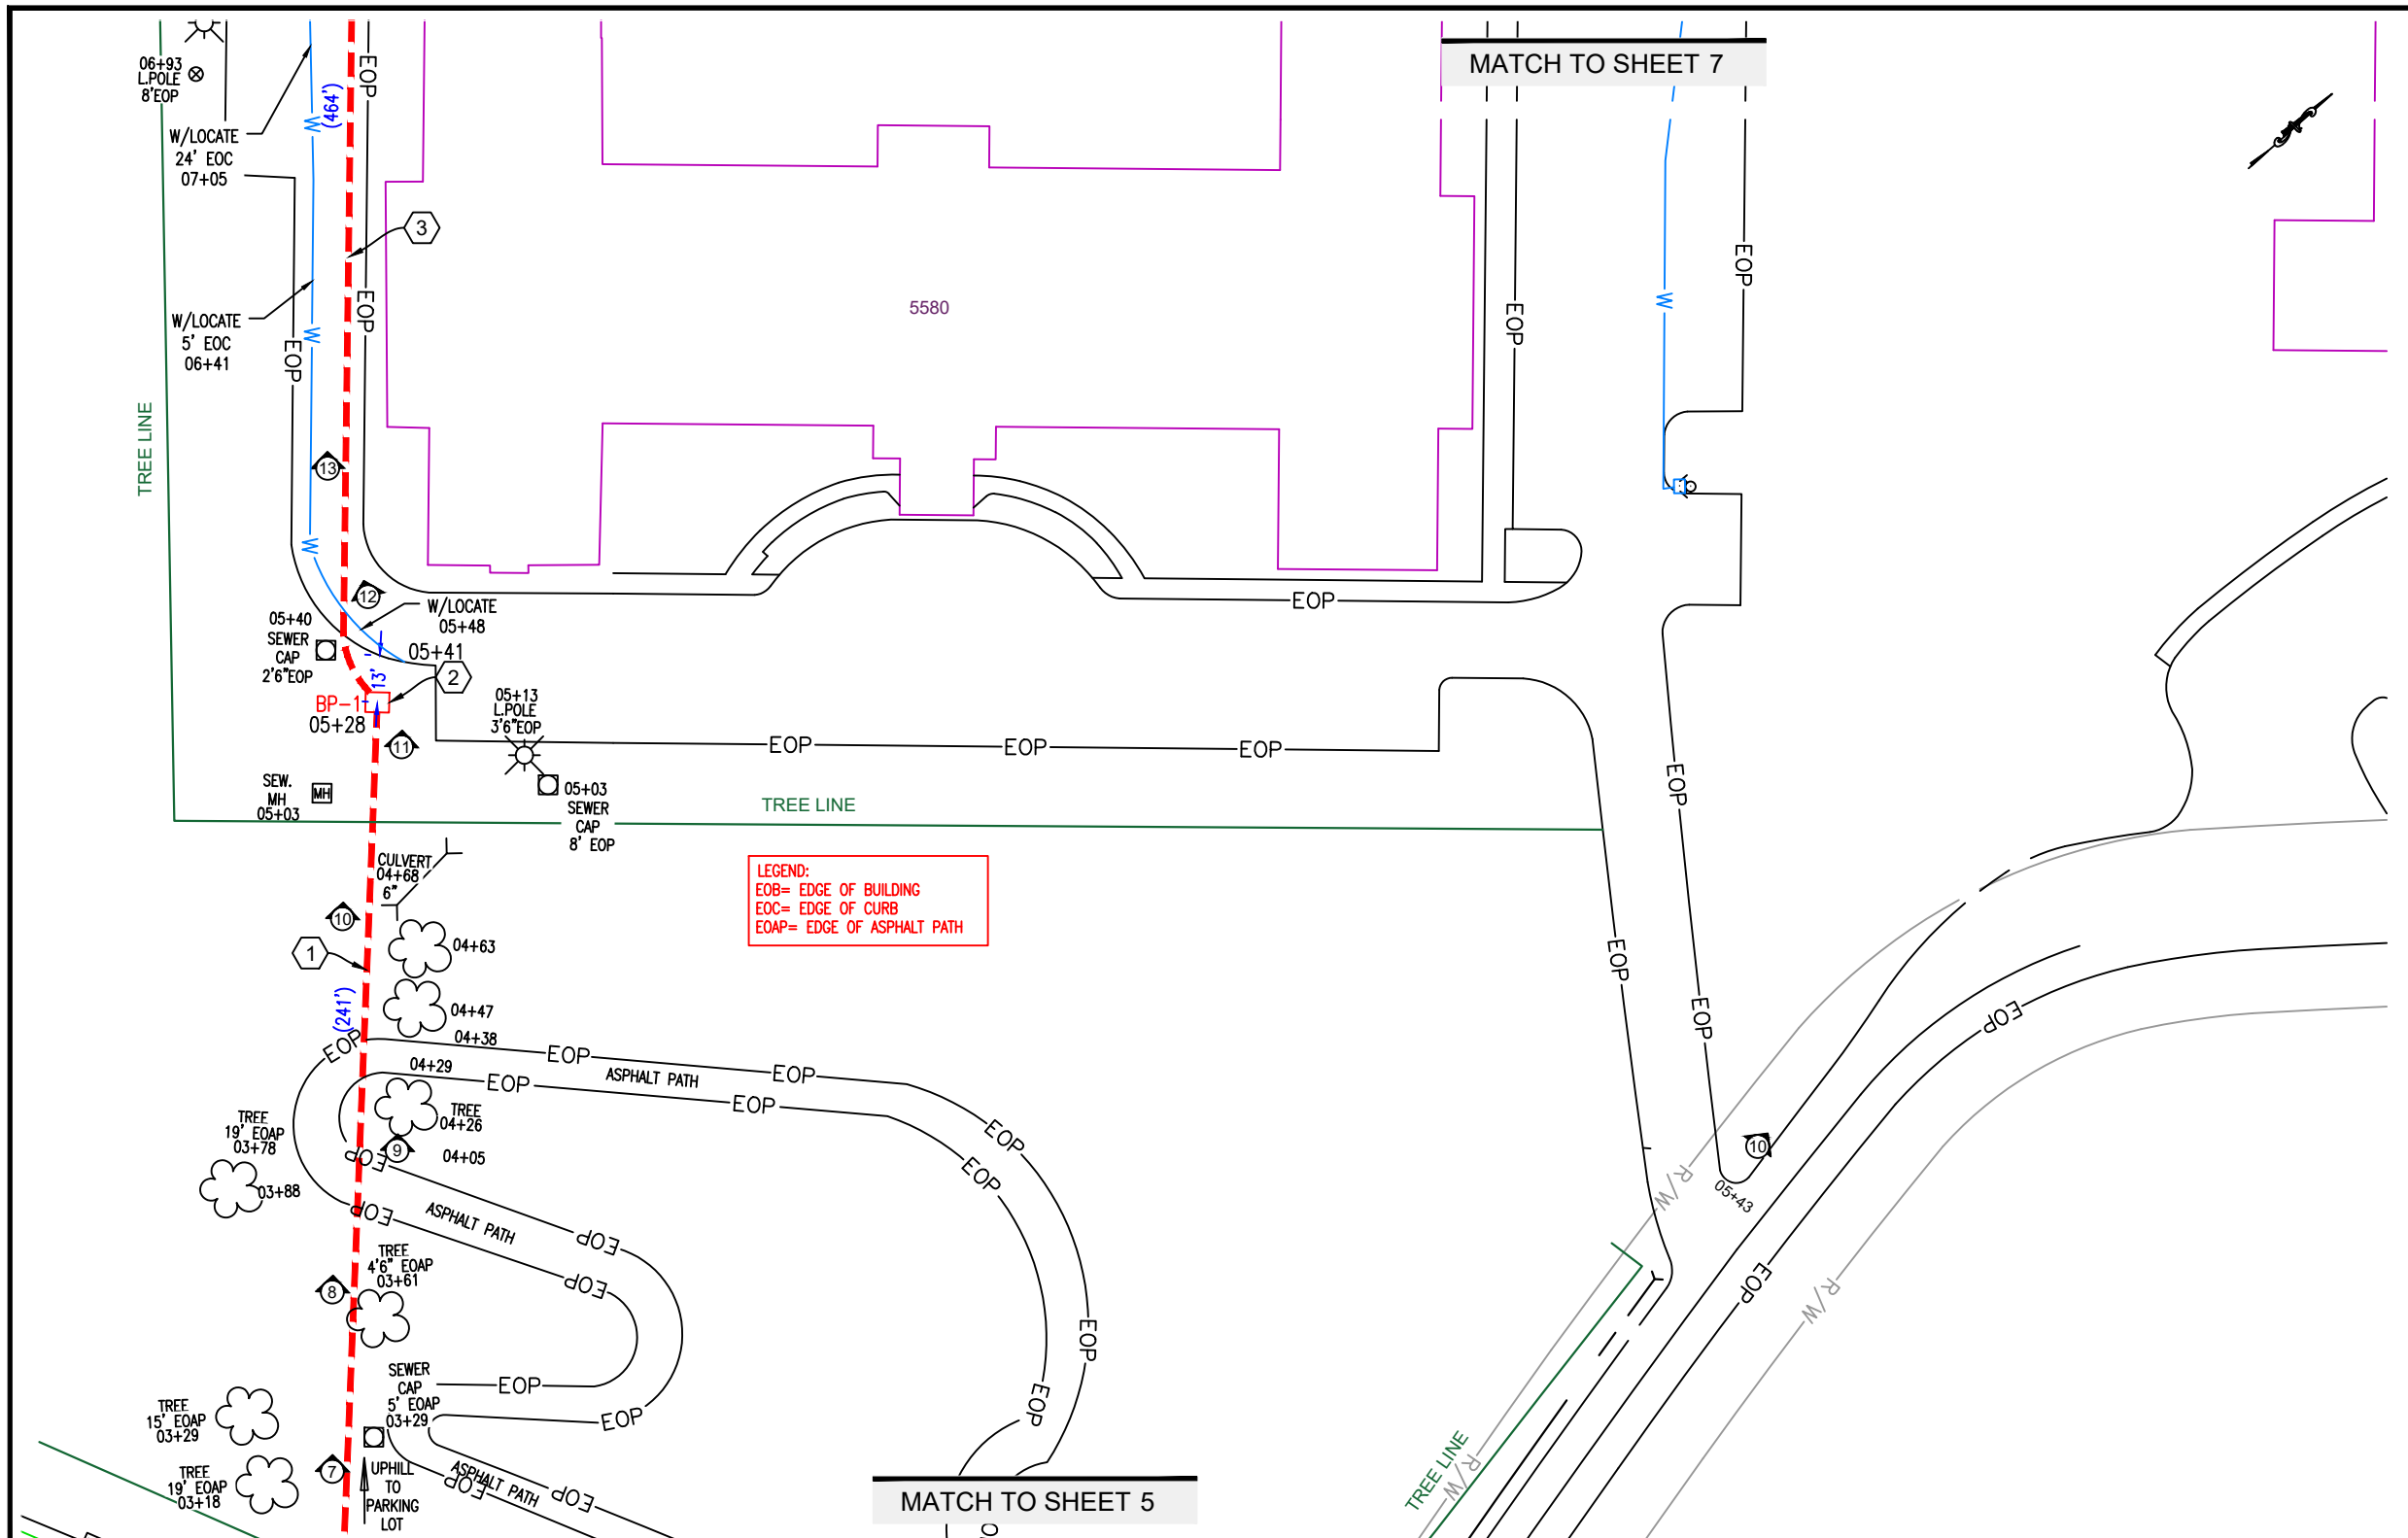 MATCH TO SHEET 7
06+93
L.POLE
8'EOP
EOP
(464')
W
W/LOCATE
24' EOC
07+05
3
EOP
W/LOCATE
5' EOC
06+41
W
EOP
EOP
5580
EOP
W
EOP
TREE LINE
13
W
12
W/LOCATE
05+48
05+40
SEWER
CAP
2'6"EOP
05+41
13'
2
BP-1
05+28
11
05+13
L.POLE
3'6"EOP
EOP
EOP
EOP
EOP
SEW.
MH
05+03
MH
05+03
SEWER
CAP
8' EOP
TREE LINE
EOP
CULVERT
04+68
6"
LEGEND:
EOB= EDGE OF BUILDING
EOC= EDGE OF CURB
EOAP= EDGE OF ASPHALT PATH
10
04+63
1
(241')
04+47
EOP
04+38
EOP
EOP
04+29
EOP
ASPHALT PATH
EOP
EOP
EOP
EOP
TREE
04+26
TREE
19' EOAP
03+78
9
04+05
EOP
03+88
EOP
EOP
EOP
ASPHALT PATH
EOP
EOP
10
05+43
R/W
R/W
EOP
TREE
4'6" EOAP
03+61
8
EOP
SEWER
CAP
5' EOAP
03+29
EOP
EOP
EOP
TREE
15' EOAP
03+29
TREE
19' EOAP
03+18
7
UPHILL
TO
PARKING
LOT
ASPHALT PATH
EOP
EOP
MATCH TO SHEET 5
TREE LINE
R/W